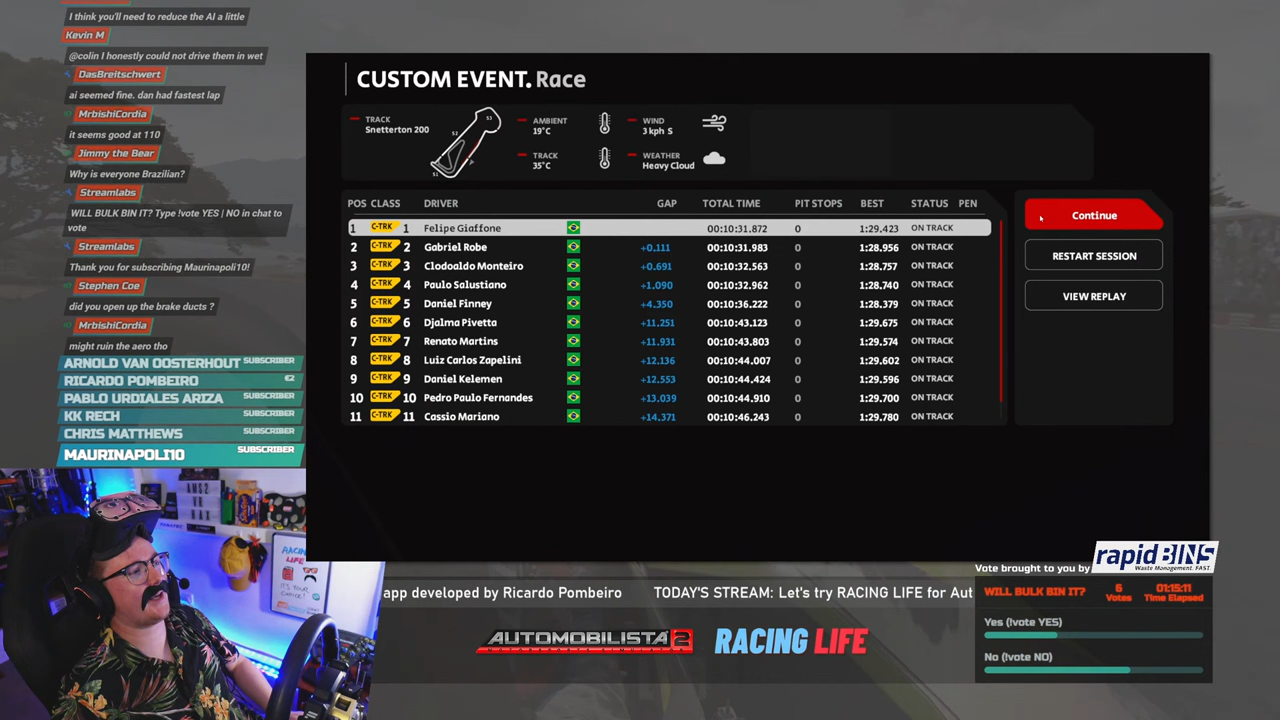 I think you'll need to reduce the AI a little
Kevin M
@colin I honestly could not drive them in wet
DasBreitschwert
ai seemed fine. dan had fastest lap
MrbishiCordia
it seems good at 110
Jimmy the Bear
Why is everyone Brazilian?
Streamlabs
WILL BULK BIN IT? Type !vote YES | NO in chat to
vote
Streamlabs
Thank you for subscribing Maurinapoli10!
Stephen Coe
did you open up the brake ducts ?
MrbishiCordia
might ruin the aero tho
ARNOLD VAN OOSTERHOUT SUBSCRIBER
RICARDO POMBEIRO €2
PABLO URDIALES ARIZA SUBSCRIBER
KK RECH SUBSCRIBER
CHRIS MATTHEWS SUBSCRIBER
MAURINAPOLI10 SUBSCRIBER
CUSTOM EVENT. Race
TRACK
Snetterton 200
S1
S2
S3
AMBIENT
19°C
TRACK
35°C
WIND
3 kph S
WEATHER
Heavy Cloud
POS CLASS DRIVER GAP TOTAL TIME PIT STOPS BEST STATUS PEN
1 C-TRK 1 Felipe Giaffone 00:10:31.872 0 1:29.423 ON TRACK
2 C-TRK 2 Gabriel Robe +0.111 00:10:31.983 0 1:28.956 ON TRACK
3 C-TRK 3 Clodoaldo Monteiro +0.691 00:10:32.563 0 1:28.757 ON TRACK
4 C-TRK 4 Paulo Salustiano +1.090 00:10:32.962 0 1:28.740 ON TRACK
5 C-TRK 5 Daniel Finney +4.350 00:10:36.222 0 1:28.379 ON TRACK
6 C-TRK 6 Djalma Pivetta +11.251 00:10:43.123 0 1:29.675 ON TRACK
7 C-TRK 7 Renato Martins +11.931 00:10:43.803 0 1:29.574 ON TRACK
8 C-TRK 8 Luiz Carlos Zapelini +12.136 00:10:44.007 0 1:29.602 ON TRACK
9 C-TRK 9 Daniel Kelemen +12.553 00:10:44.424 0 1:29.596 ON TRACK
10 C-TRK 10 Pedro Paulo Fernandes +13.039 00:10:44.910 0 1:29.700 ON TRACK
11 C-TRK 11 Cassio Mariano +14.371 00:10:46.243 0 1:29.780 ON TRACK
Continue
RESTART SESSION
VIEW REPLAY
AMS2
VR
RACING
LIFE
app developed by Ricardo Pombeiro TODAY'S STREAM: Let's try RACING LIFE for Aut
AUTOMOBILISTA 2
RACING LIFE
Vote brought to you by
rapidBINS
Waste Management. FAST.
WILL BULK BIN IT? 6 Votes 01:15:11 Time Elapsed
Yes (!vote YES)
No (!vote NO)